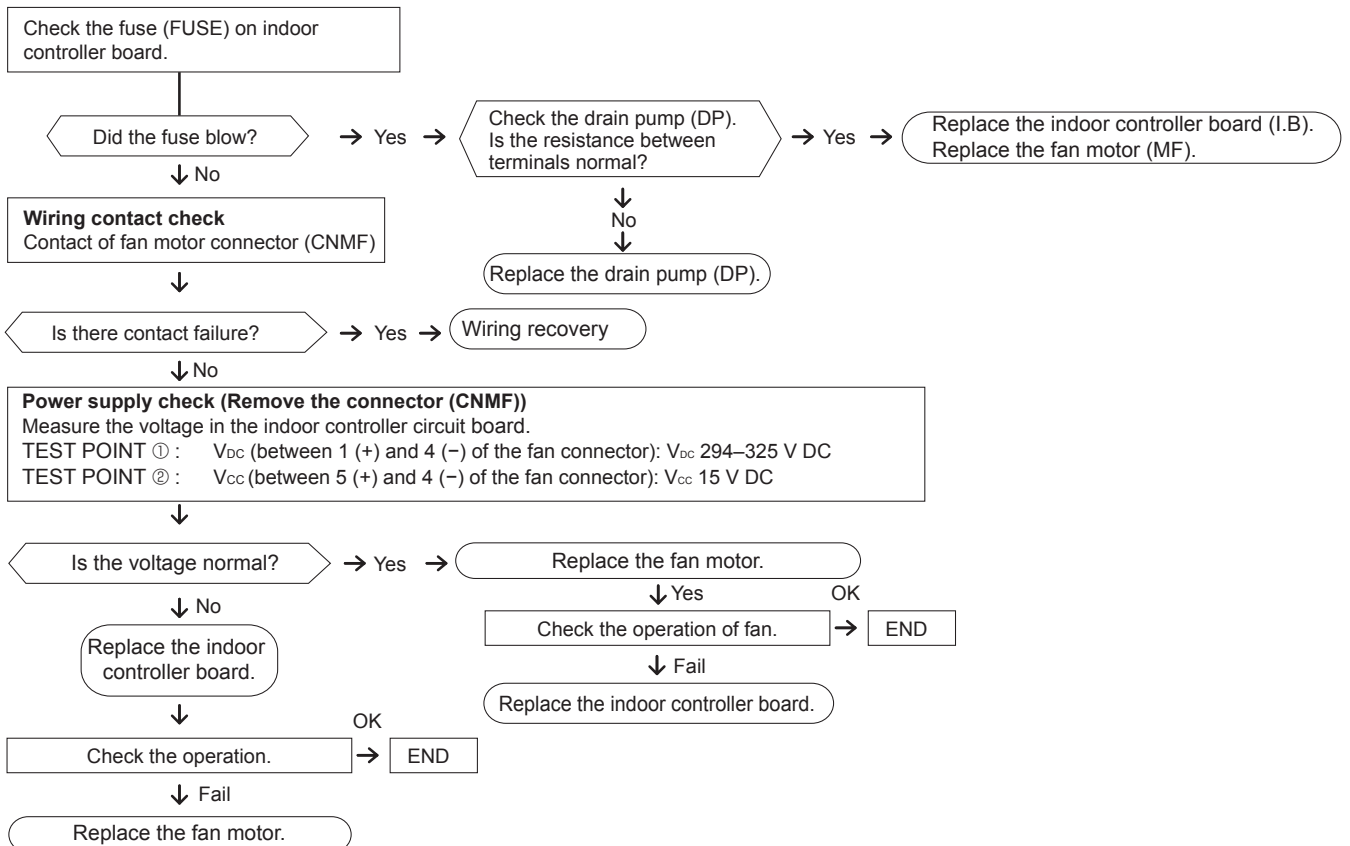 Check the fuse (FUSE) on indoor
controller board.
Did the fuse blow?
Yes
Check the drain pump (DP).
Is the resistance between
terminals normal?
Yes
Replace the indoor controller board (I.B).
Replace the fan motor (MF).
No
No
Replace the drain pump (DP).
Wiring contact check
Contact of fan motor connector (CNMF)
Is there contact failure?
Yes
Wiring recovery
No
Power supply check (Remove the connector (CNMF))
Measure the voltage in the indoor controller circuit board.
TEST POINT ① : VDC (between 1 (+) and 4 (−) of the fan connector): VDC 294–325 V DC
TEST POINT ② : Vcc (between 5 (+) and 4 (−) of the fan connector): Vcc 15 V DC
Is the voltage normal?
Yes
Replace the fan motor.
Yes
OK
Check the operation of fan.
END
Fail
Replace the indoor controller board.
No
Replace the indoor
controller board.
OK
Check the operation.
END
Fail
Replace the fan motor.